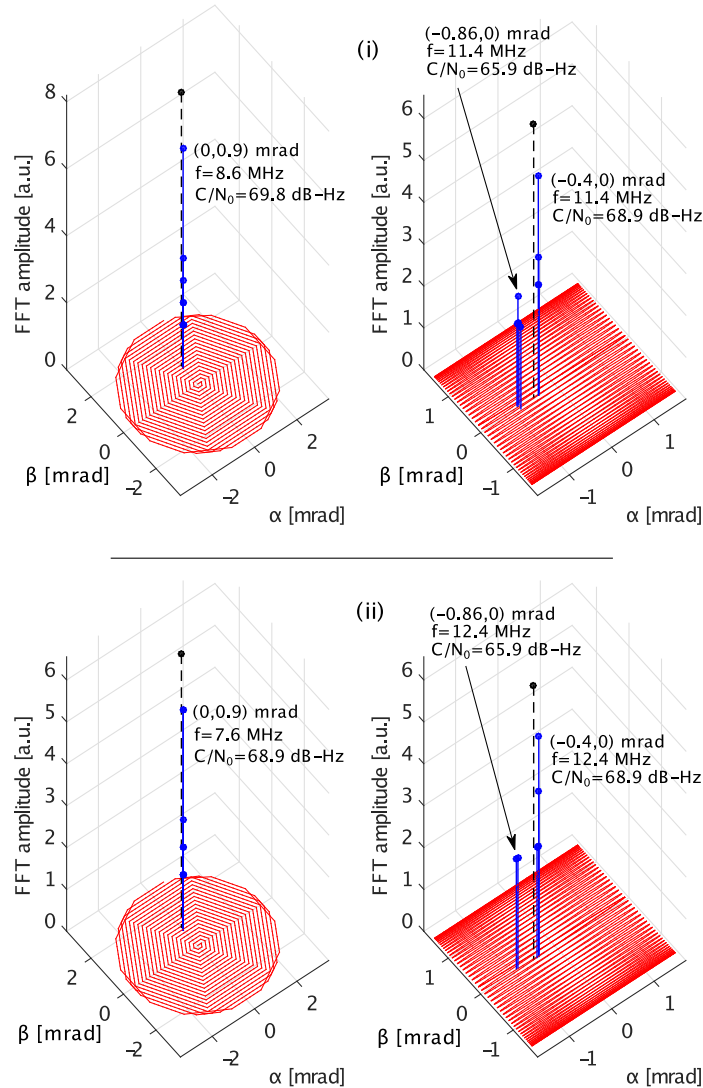 (i)
(−0.86,0) mrad
f=11.4 MHz
C/N₀=65.9 dB−Hz
FFT amplitude [a.u.]
8
6
4
2
0
(0,0.9) mrad
f=8.6 MHz
C/N₀=69.8 dB−Hz
2
0
−2
β [mrad]
−2
0
2
α [mrad]
FFT amplitude [a.u.]
6
5
4
3
2
1
0
(−0.4,0) mrad
f=11.4 MHz
C/N₀=68.9 dB−Hz
1
0
−1
β [mrad]
−1
0
1
α [mrad]
(ii)
(−0.86,0) mrad
f=12.4 MHz
C/N₀=65.9 dB−Hz
FFT amplitude [a.u.]
6
5
4
3
2
1
0
(0,0.9) mrad
f=7.6 MHz
C/N₀=68.9 dB−Hz
2
0
−2
β [mrad]
−2
0
2
α [mrad]
FFT amplitude [a.u.]
6
5
4
3
2
1
0
(−0.4,0) mrad
f=12.4 MHz
C/N₀=68.9 dB−Hz
1
0
−1
β [mrad]
−1
0
1
α [mrad]